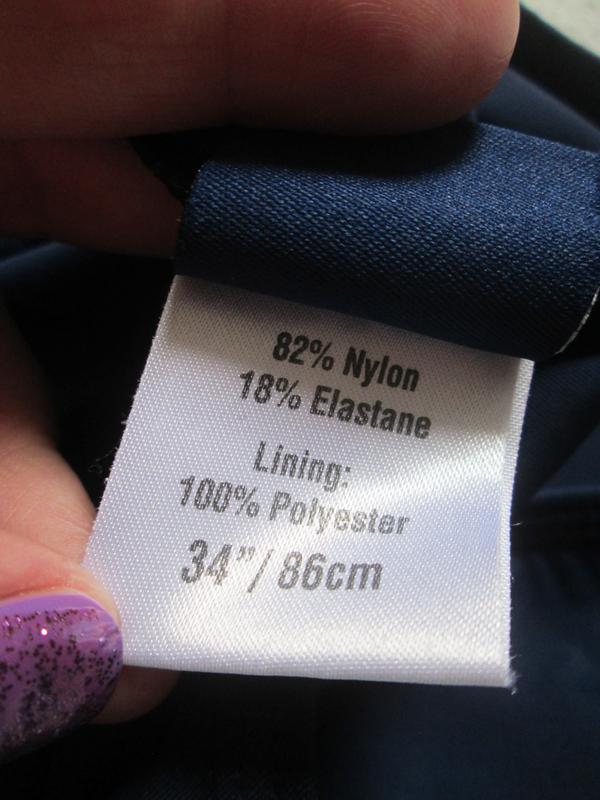 82% Nylon
18% Elastane
Lining:
100% Polyester
34”/ 86cm